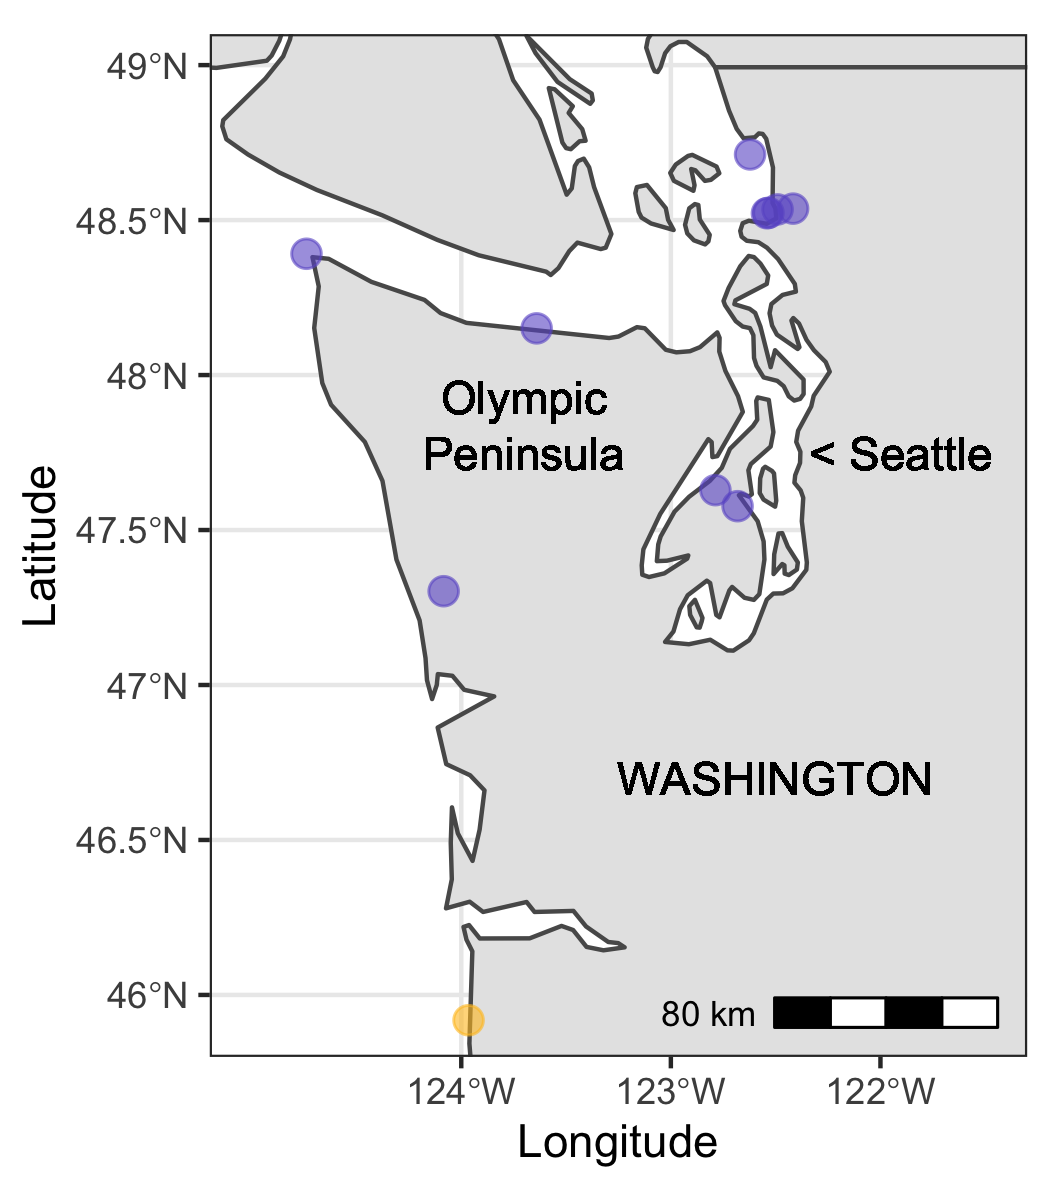 49°N
48.5°N
48°N
47.5°N
47°N
46.5°N
46°N
Latitude
Olympic
Peninsula
< Seattle
WASHINGTON
80 km
124°W
123°W
122°W
Longitude